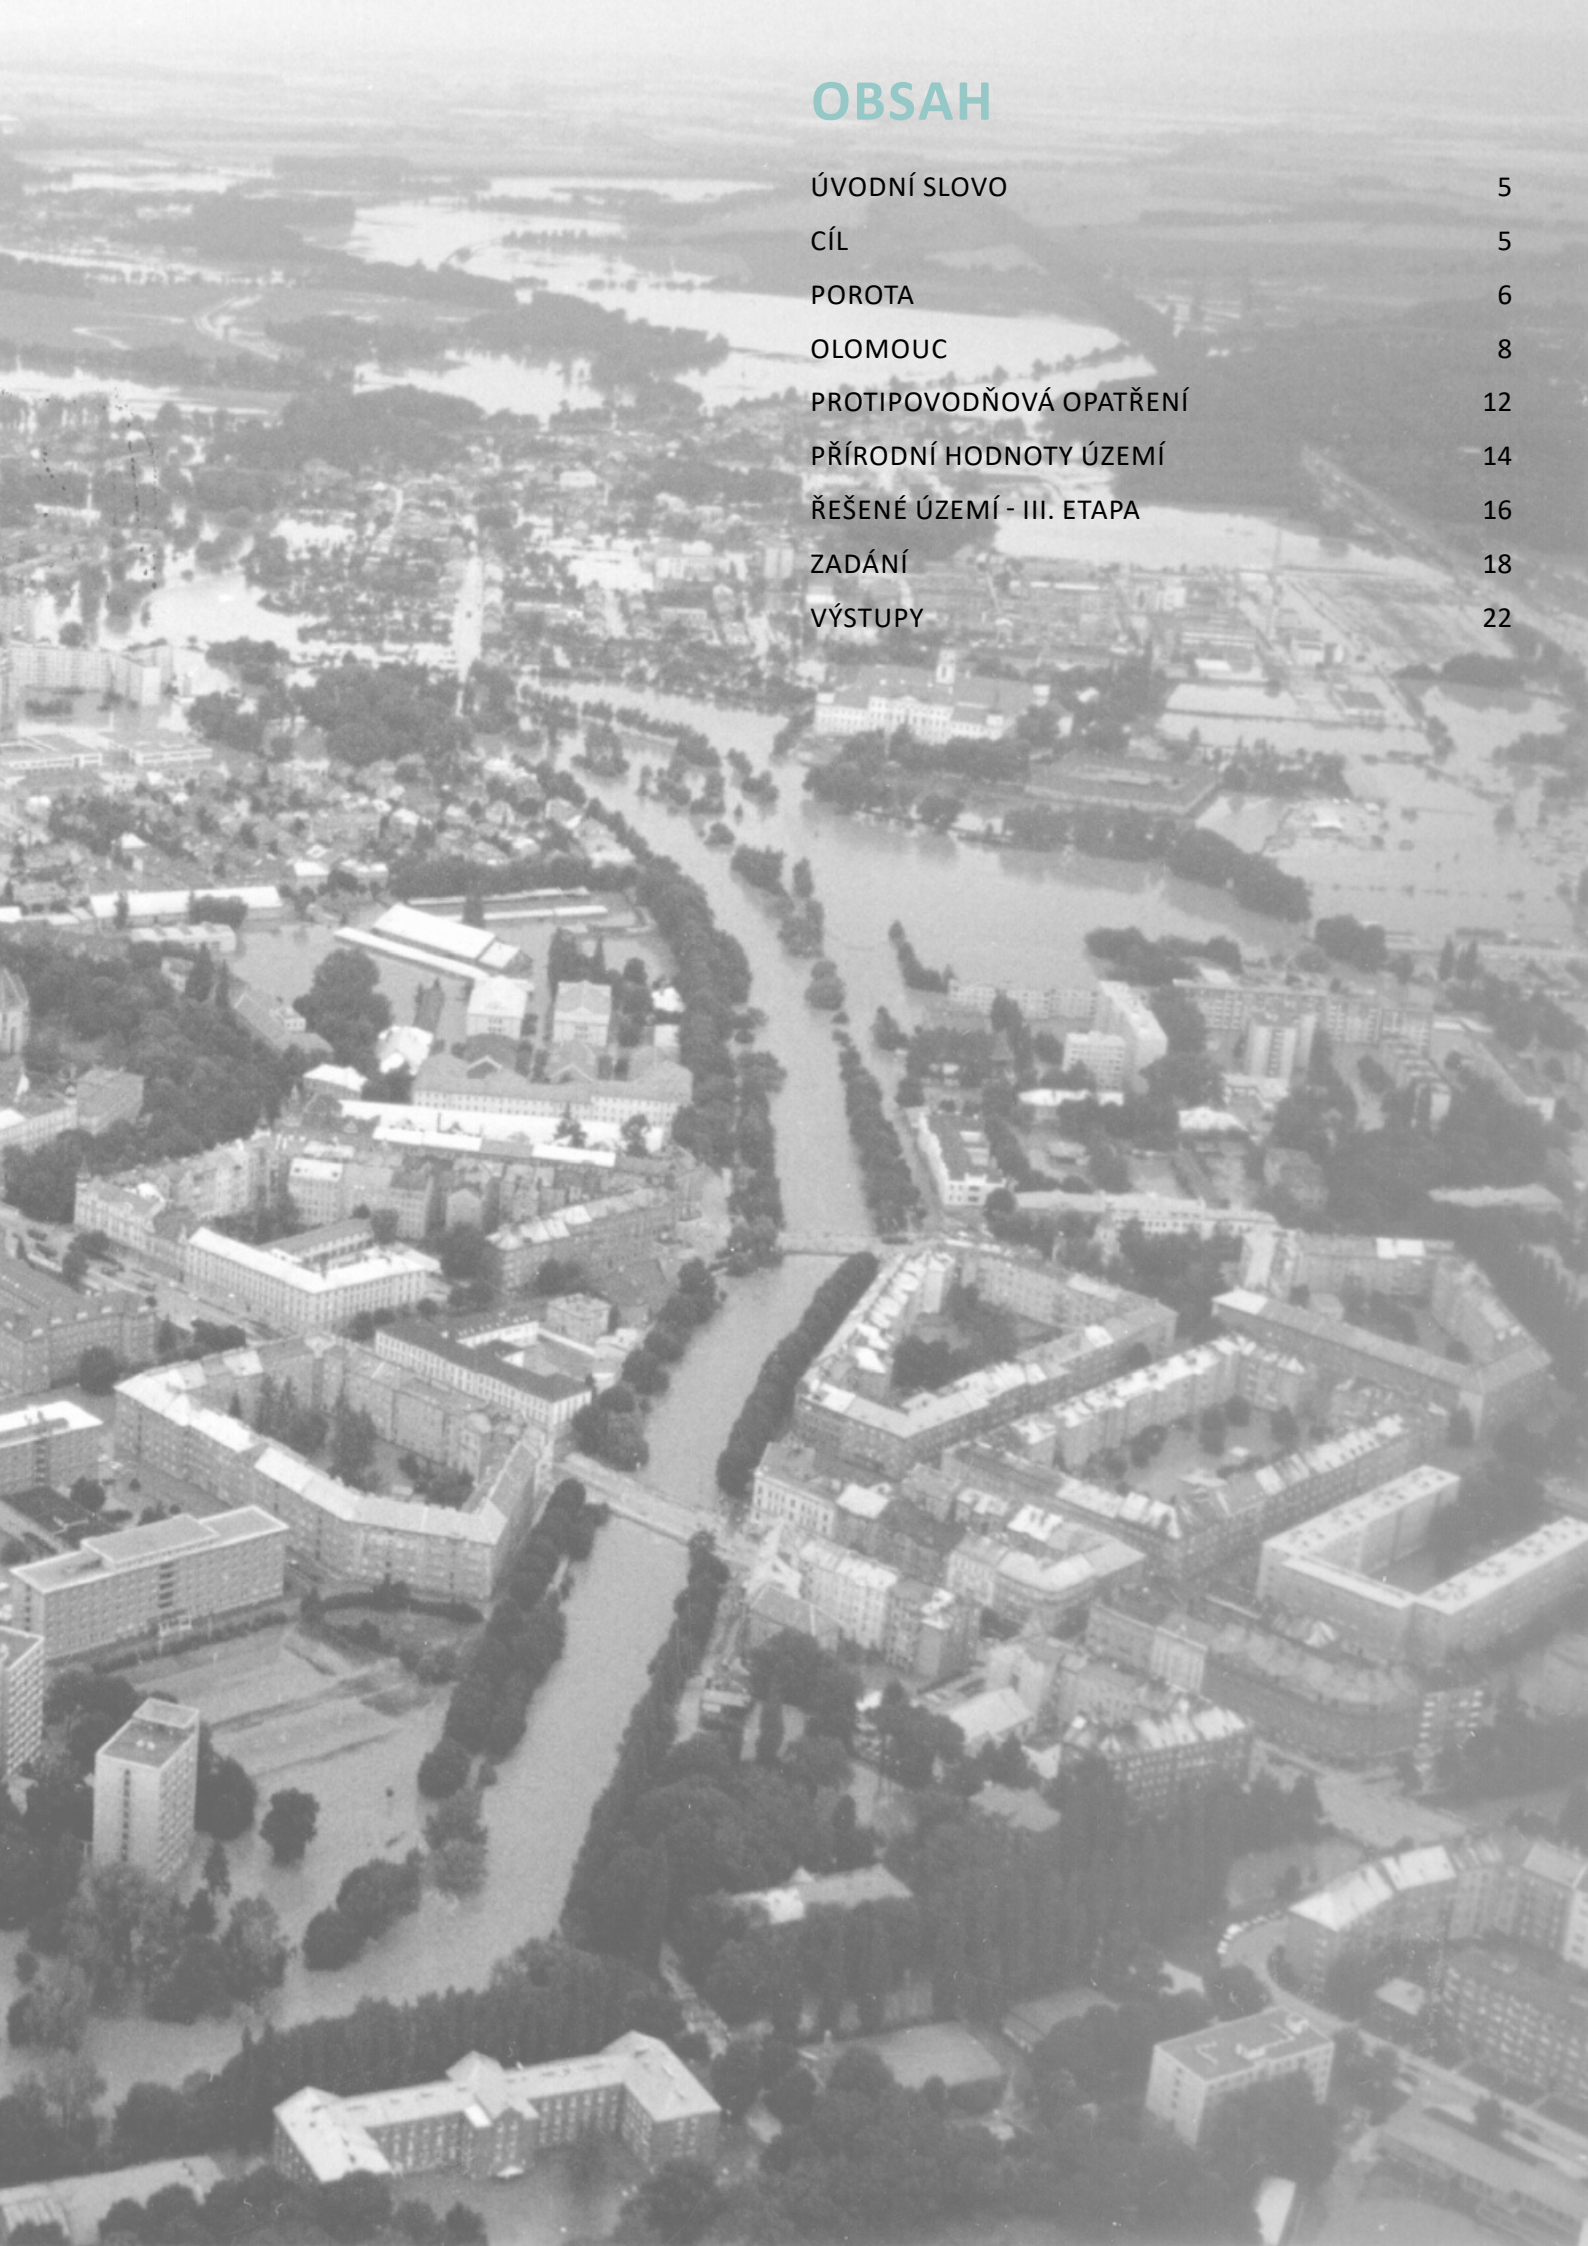 OBSAH
ÚVODNÍ SLOVO 5
CÍL 5
POROTA 6
OLOMOUC 8
PROTIPOVODŇOVÁ OPATŘENÍ 12
PŘÍRODNÍ HODNOTY ÚZEMÍ 14
ŘEŠENÉ ÚZEMÍ - III. ETAPA 16
ZADÁNÍ 18
VÝSTUPY 22